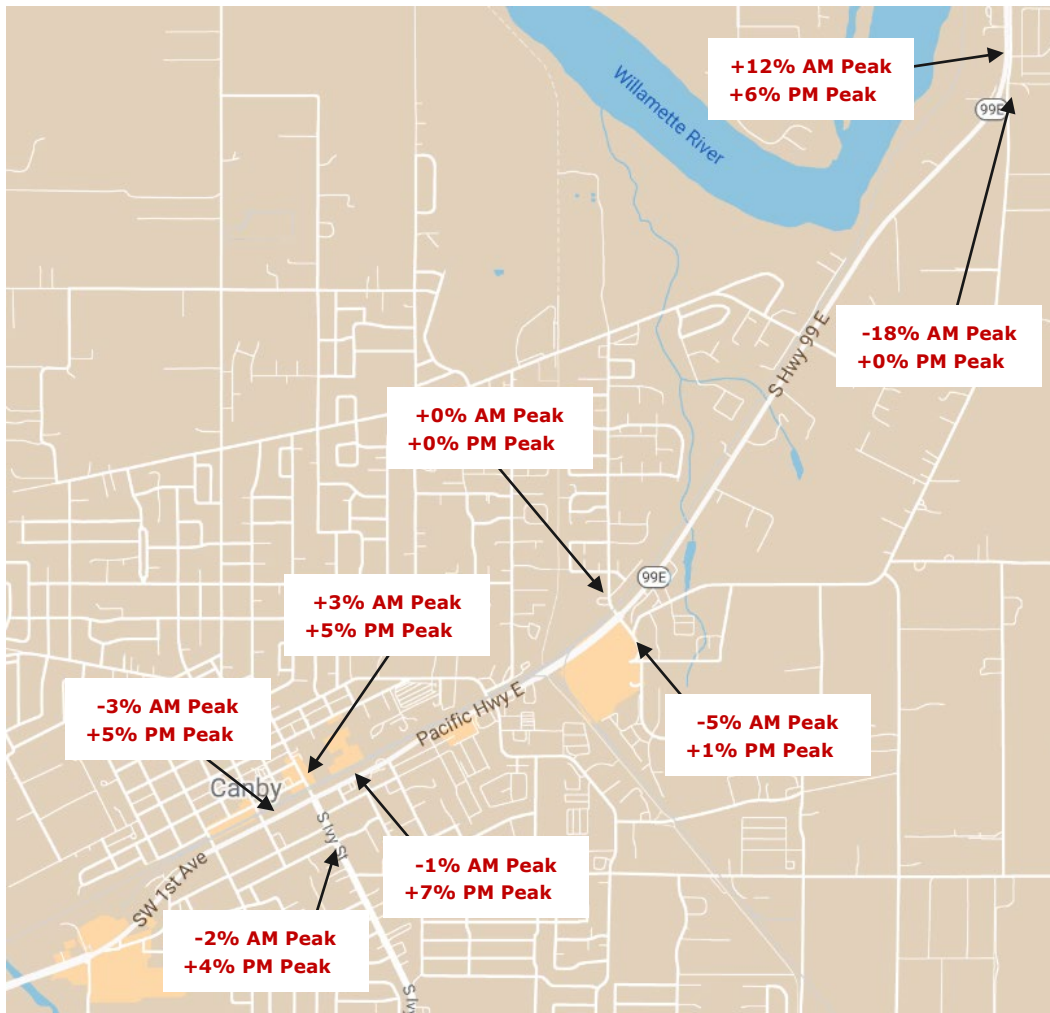 +12% AM Peak
+6% PM Peak
Willamette River
99E
-18% AM Peak
+0% PM Peak
S Hwy 99 E
+0% AM Peak
+0% PM Peak
99E
+3% AM Peak
+5% PM Peak
-3% AM Peak
+5% PM Peak
Pacific Hwy E
-5% AM Peak
+1% PM Peak
Canby
S Ivy St
-1% AM Peak
+7% PM Peak
SW 1st Ave
-2% AM Peak
+4% PM Peak
S Ivy